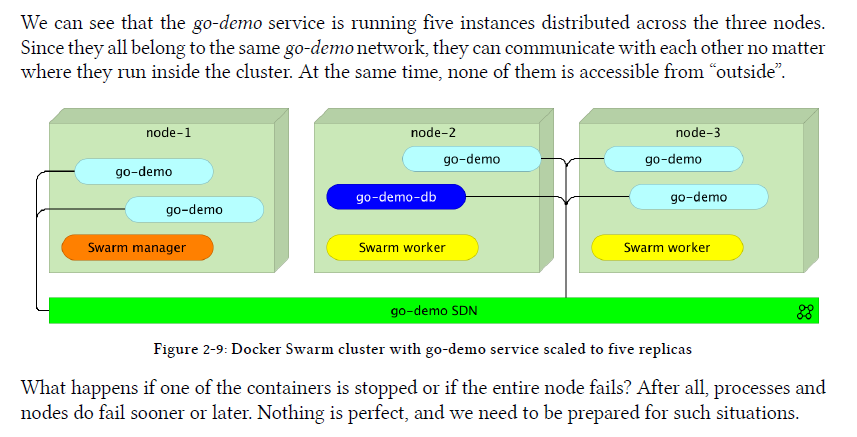 We can see that the go-demo service is running five instances distributed across the three nodes.
Since they all belong to the same go-demo network, they can communicate with each other no matter
where they run inside the cluster. At the same time, none of them is accessible from “outside”.
node-1
node-2
node-3
go-demo
go-demo
go-demo
go-demo
go-demo-db
go-demo
go-demo
Swarm manager
Swarm worker
Swarm worker
go-demo SDN
Figure 2-9: Docker Swarm cluster with go-demo service scaled to five replicas
What happens if one of the containers is stopped or if the entire node fails? After all, processes and
nodes do fail sooner or later. Nothing is perfect, and we need to be prepared for such situations.